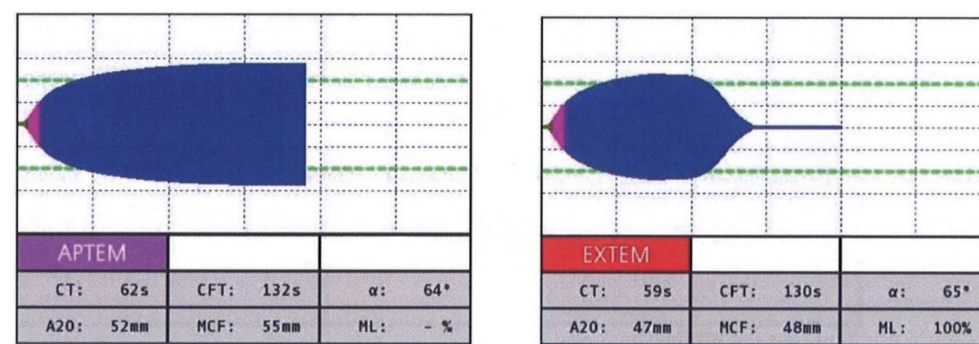 APTEM
CT: 62s CFT: 132s α: 64°
A20: 52mm MCF: 55mm ML: - %
EXTEM
CT: 59s CFT: 130s α: 65°
A20: 47mm MCF: 48mm ML: 100%